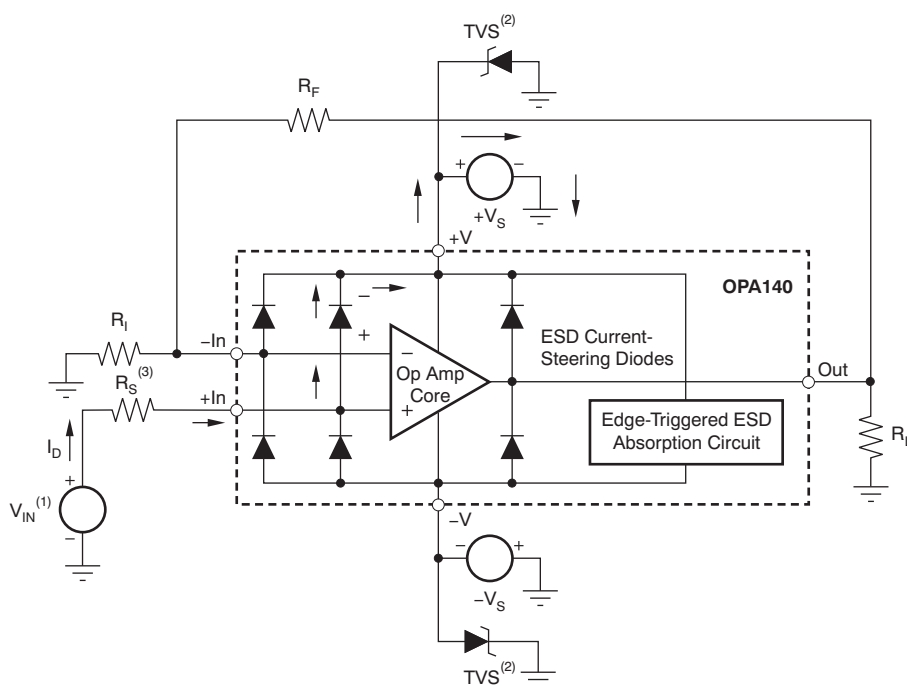 TVS(2)
RF
+ −
+VS
+V
OPA140
−
+
RI
−In
ESD Current-
Steering Diodes
−
Op Amp
Core
+
Out
RS(3)
+In
Edge-Triggered ESD
Absorption Circuit
ID
+
VIN(1)
−
−V
− +
−VS
TVS(2)